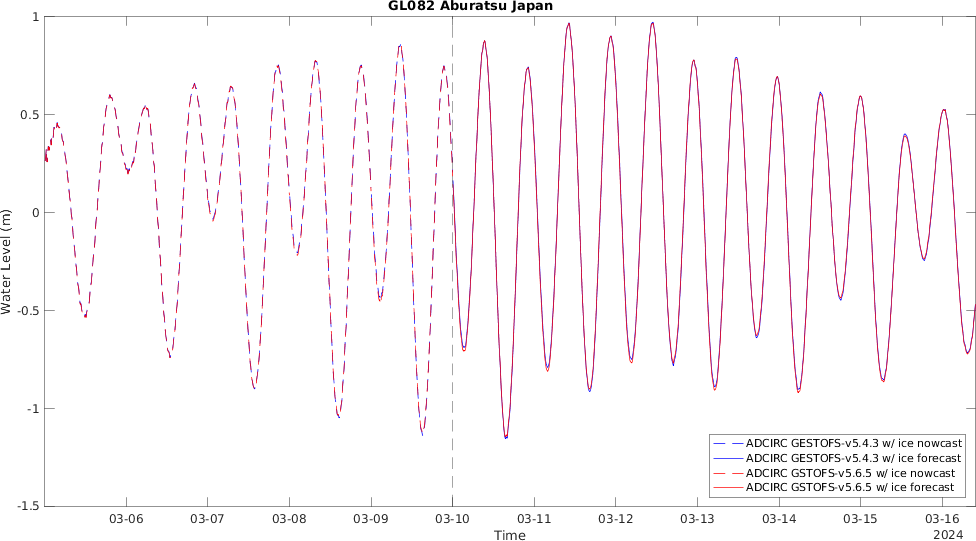 GL082 Aburatsu Japan
1
0.5
0
-0.5
-1
-1.5
Water Level (m)
03-06 03-07 03-08 03-09 03-10 03-11 03-12 03-13 03-14 03-15 03-16
Time
2024
ADCIRC GESTOFS-v5.4.3 w/ ice nowcast
ADCIRC GESTOFS-v5.4.3 w/ ice forecast
ADCIRC GSTOFS-v5.6.5 w/ ice nowcast
ADCIRC GSTOFS-v5.6.5 w/ ice forecast